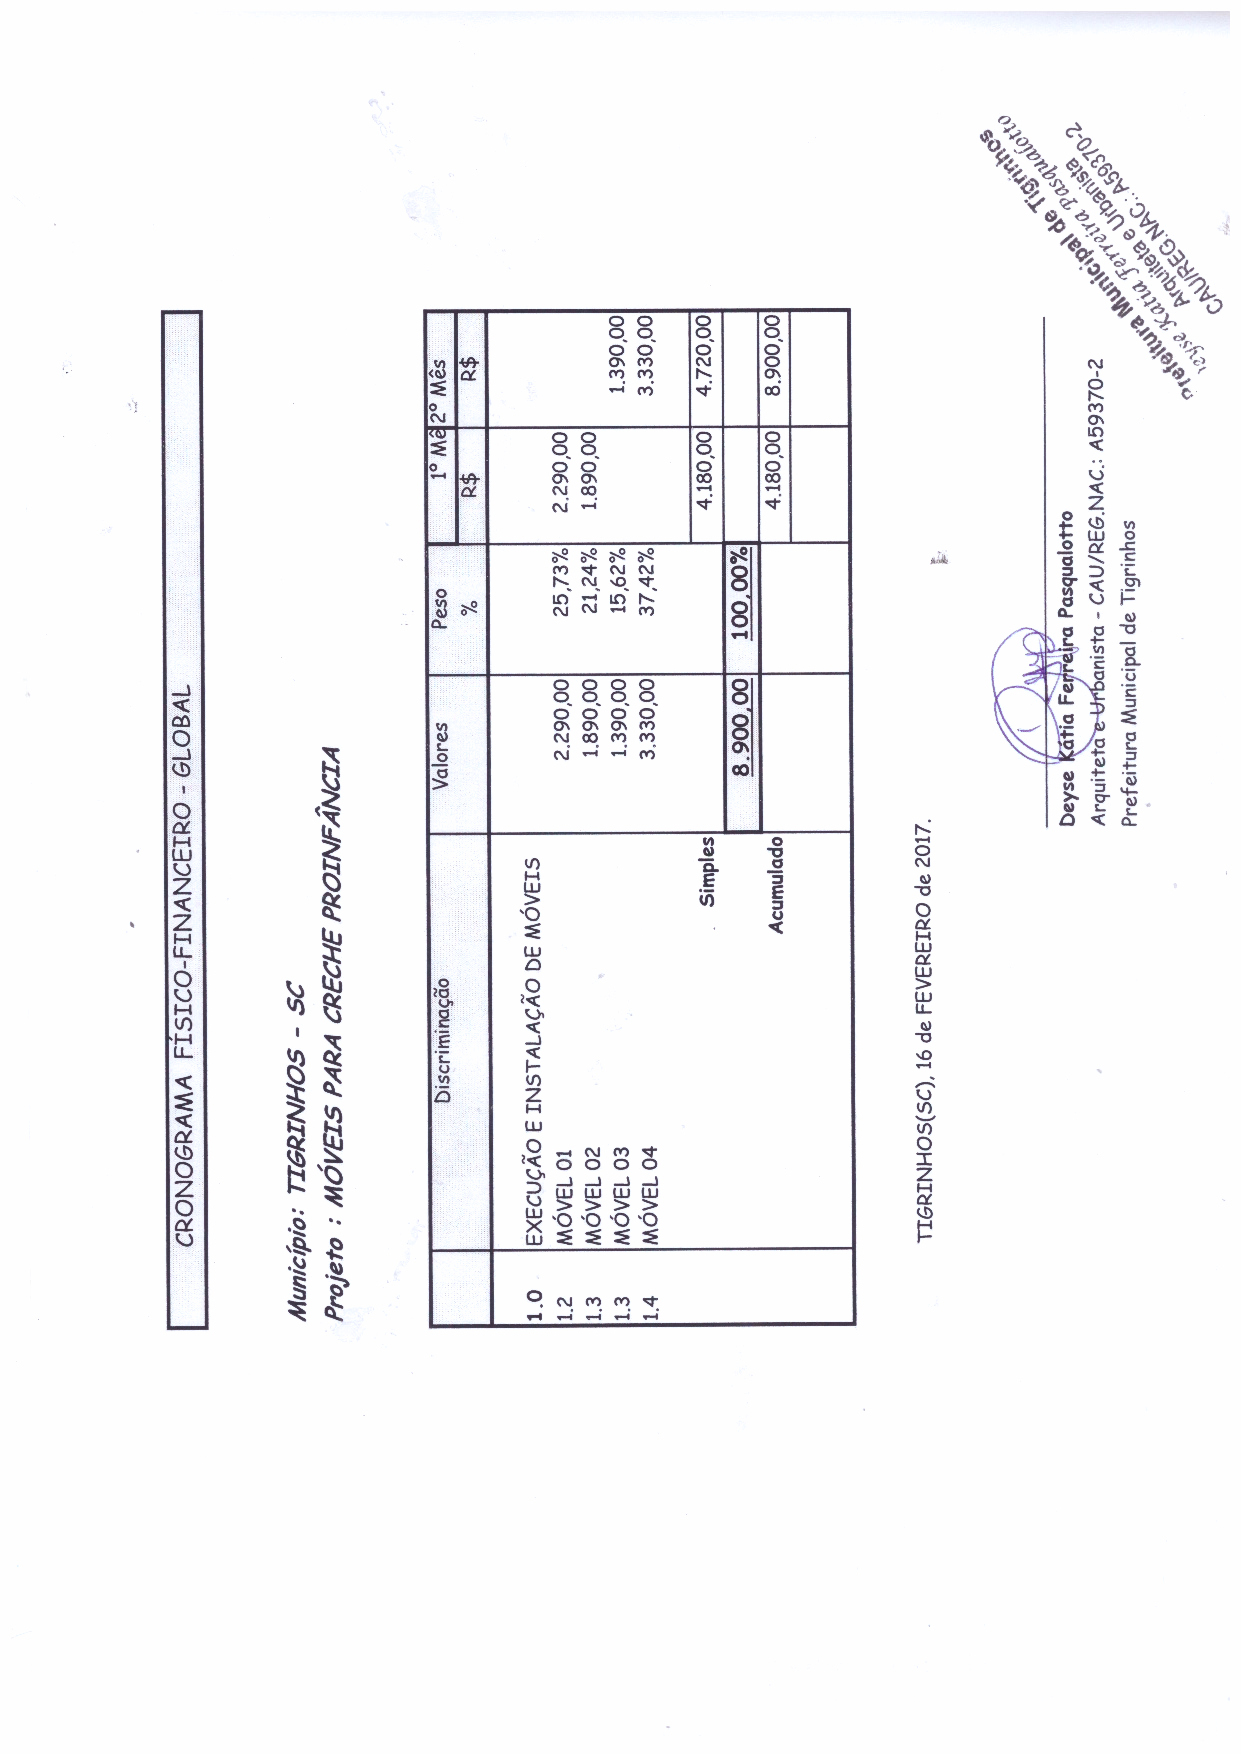 CRONOGRAMA FÍSICO-FINANCEIRO - GLOBAL
Município: TIGRINHOS - SC
Projeto : MÓVEIS PARA CRECHE PROINFÂNCIA
Discriminação Valores Peso 1º Mê 2º Mês
% R$ R$
1.0 EXECUÇÃO E INSTALAÇÃO DE MÓVEIS
1.2 MÓVEL 01 2.290,00 25,73% 2.290,00
1.3 MÓVEL 02 1.890,00 21,24% 1.890,00
1.3 MÓVEL 03 1.390,00 15,62% 1.390,00
1.4 MÓVEL 04 3.330,00 37,42% 3.330,00
Simples 4.180,00 4.720,00
8.900,00 100,00%
Acumulado 4.180,00 8.900,00
TIGRINHOS(SC), 16 de FEVEREIRO de 2017.
Deyse Kátia Ferreira Pasqualotto
Arquiteta e Urbanista - CAU/REG.NAC.: A59370-2
Prefeitura Municipal de Tigrinhos
Prefeitura Municipal de Tigrinhos
eyse Katia Ferreira Pasqualotto
Arquiteta e Urbanista
CAU/REG.NAC.: A59370-2